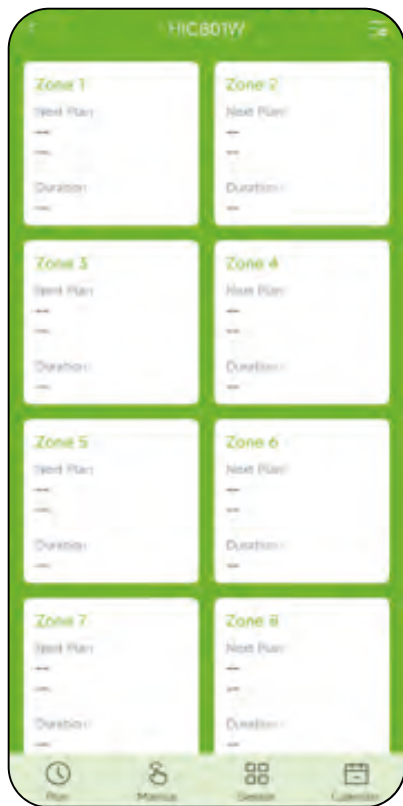 HIC801W
Zone 1
Next Plan
--
--
Duration
--
Zone 2
Next Plan
--
--
Duration
--
Zone 3
Next Plan
--
--
Duration
--
Zone 4
Next Plan
--
--
Duration
--
Zone 5
Next Plan
--
--
Duration
--
Zone 6
Next Plan
--
--
Duration
--
Zone 7
Next Plan
--
--
Duration
--
Zone 8
Next Plan
--
--
Duration
--
Plan
Manual
Calendar